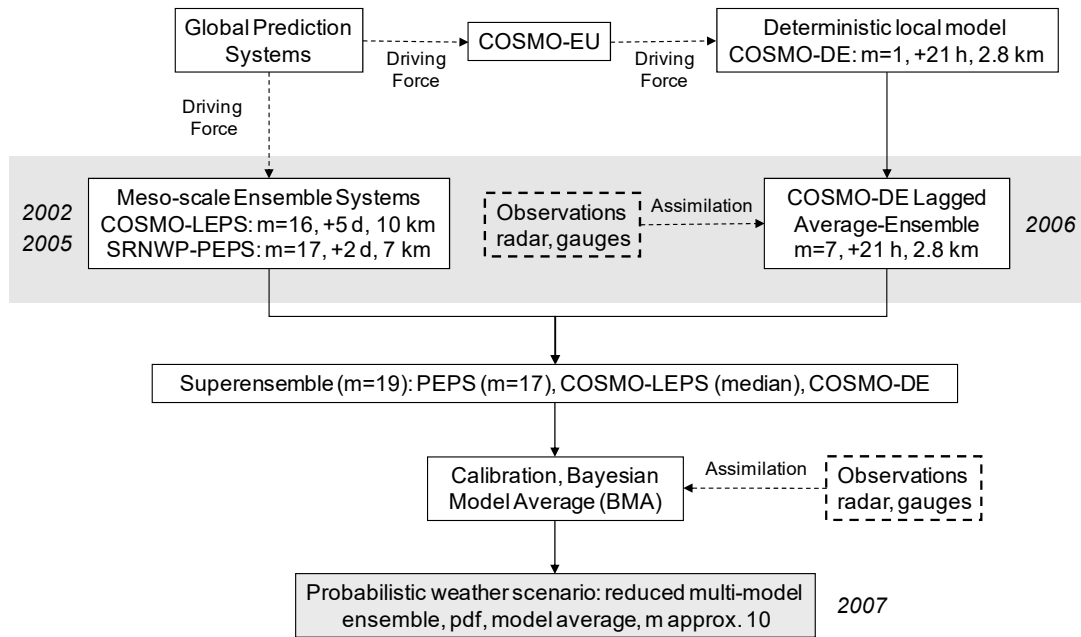 Global Prediction
Systems
Driving
Force
COSMO-EU
Driving
Force
Deterministic local model
COSMO-DE: m=1, +21 h, 2.8 km
Driving
Force
2002
2005
Meso-scale Ensemble Systems
COSMO-LEPS: m=16, +5 d, 10 km
SRNWP-PEPS: m=17, +2 d, 7 km
Observations
radar, gauges
Assimilation
COSMO-DE Lagged
Average-Ensemble
m=7, +21 h, 2.8 km
2006
Superensemble (m=19): PEPS (m=17), COSMO-LEPS (median), COSMO-DE
Calibration, Bayesian
Model Average (BMA)
Assimilation
Observations
radar, gauges
Probabilistic weather scenario: reduced multi-model
ensemble, pdf, model average, m approx. 10
2007